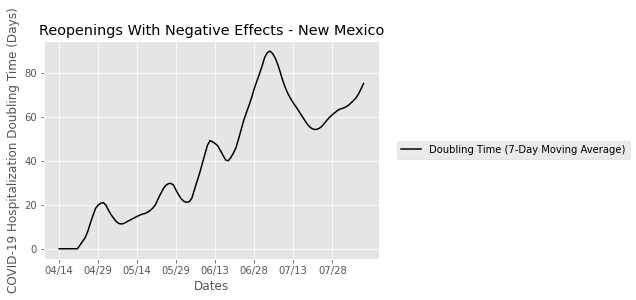 Reopenings With Negative Effects - New Mexico
COVID-19 Hospitalization Doubling Time (Days)
80
60
40
20
0
04/14 04/29 05/14 05/29 06/13 06/28 07/13 07/28
Dates
Doubling Time (7-Day Moving Average)